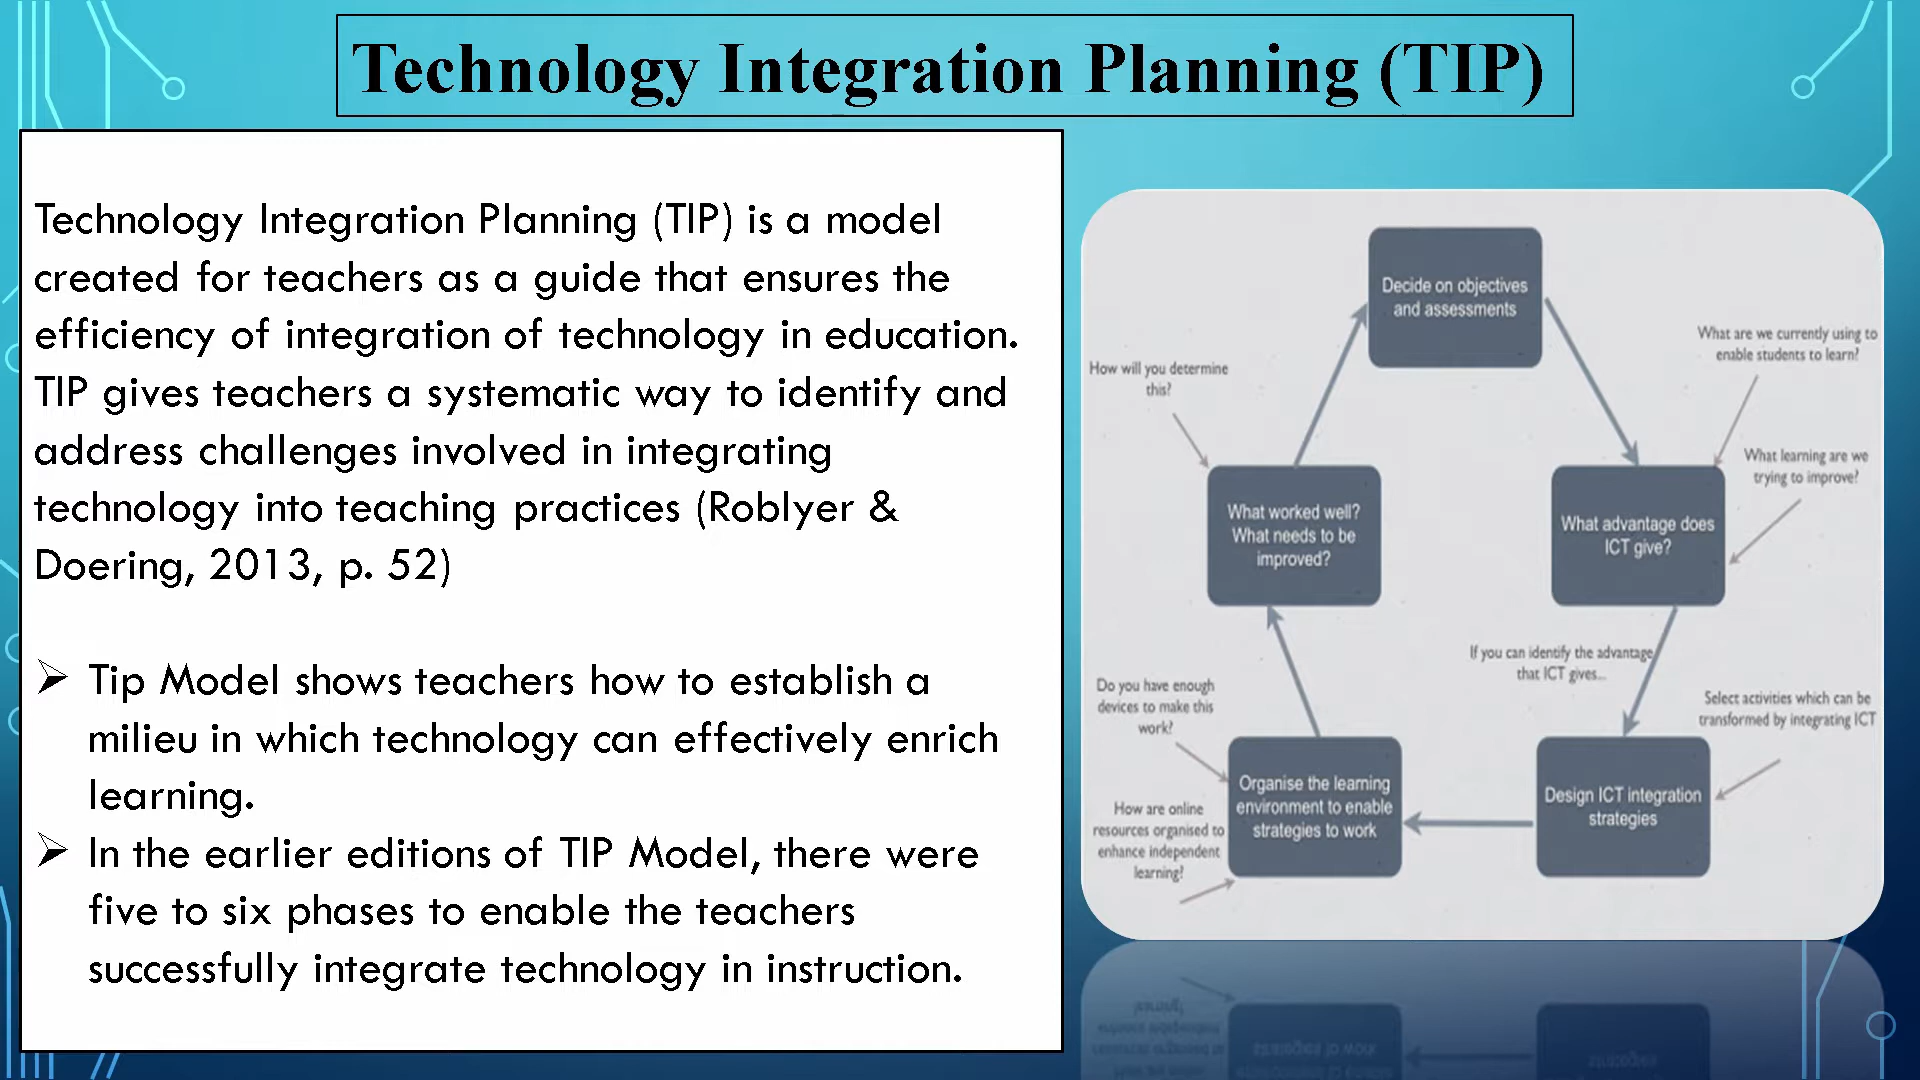 Technology Integration Planning (TIP)
Technology Integration Planning (TIP) is a model
created for teachers as a guide that ensures the
efficiency of integration of technology in education.
TIP gives teachers a systematic way to identify and
address challenges involved in integrating
technology into teaching practices (Roblyer &
Doering, 2013, p. 52)
➢ Tip Model shows teachers how to establish a
milieu in which technology can effectively enrich
learning.
➢ In the earlier editions of TIP Model, there were
five to six phases to enable the teachers
successfully integrate technology in instruction.
Decide on objectives
and assessments
What are we currently using to
enable students to learn?
How will you determine
this?
What learning are we
trying to improve?
What worked well?
What needs to be
improved?
What advantage does
ICT give?
If you can identify the advantage
that ICT gives...
Do you have enough
devices to make this
work?
Select activities which can be
transformed by integrating ICT
Organise the learning
environment to enable
strategies to work
Design ICT integration
strategies
How are online
resources organised to
enhance independent
learning?